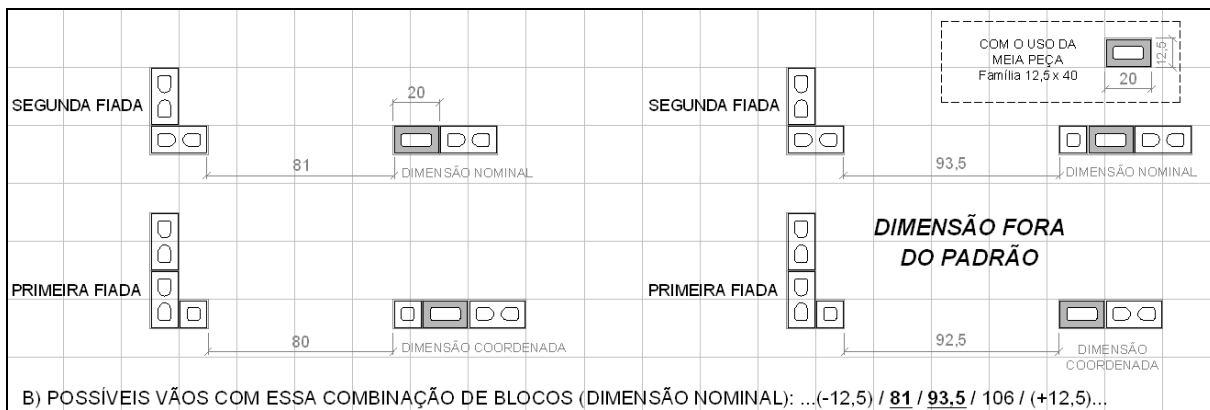 COM O USO DA
MEIA PEÇA
Família 12,5 x 40
12,5
20
SEGUNDA FIADA
20
81
DIMENSÃO NOMINAL
SEGUNDA FIADA
93,5
DIMENSÃO NOMINAL
DIMENSÃO FORA
DO PADRÃO
PRIMEIRA FIADA
80
DIMENSÃO COORDENADA
PRIMEIRA FIADA
92,5
DIMENSÃO
COORDENADA
B) POSSÍVEIS VÃOS COM ESSA COMBINAÇÃO DE BLOCOS (DIMENSÃO NOMINAL): ...(-12,5) / 81 / 93,5 / 106 / (+12,5)...